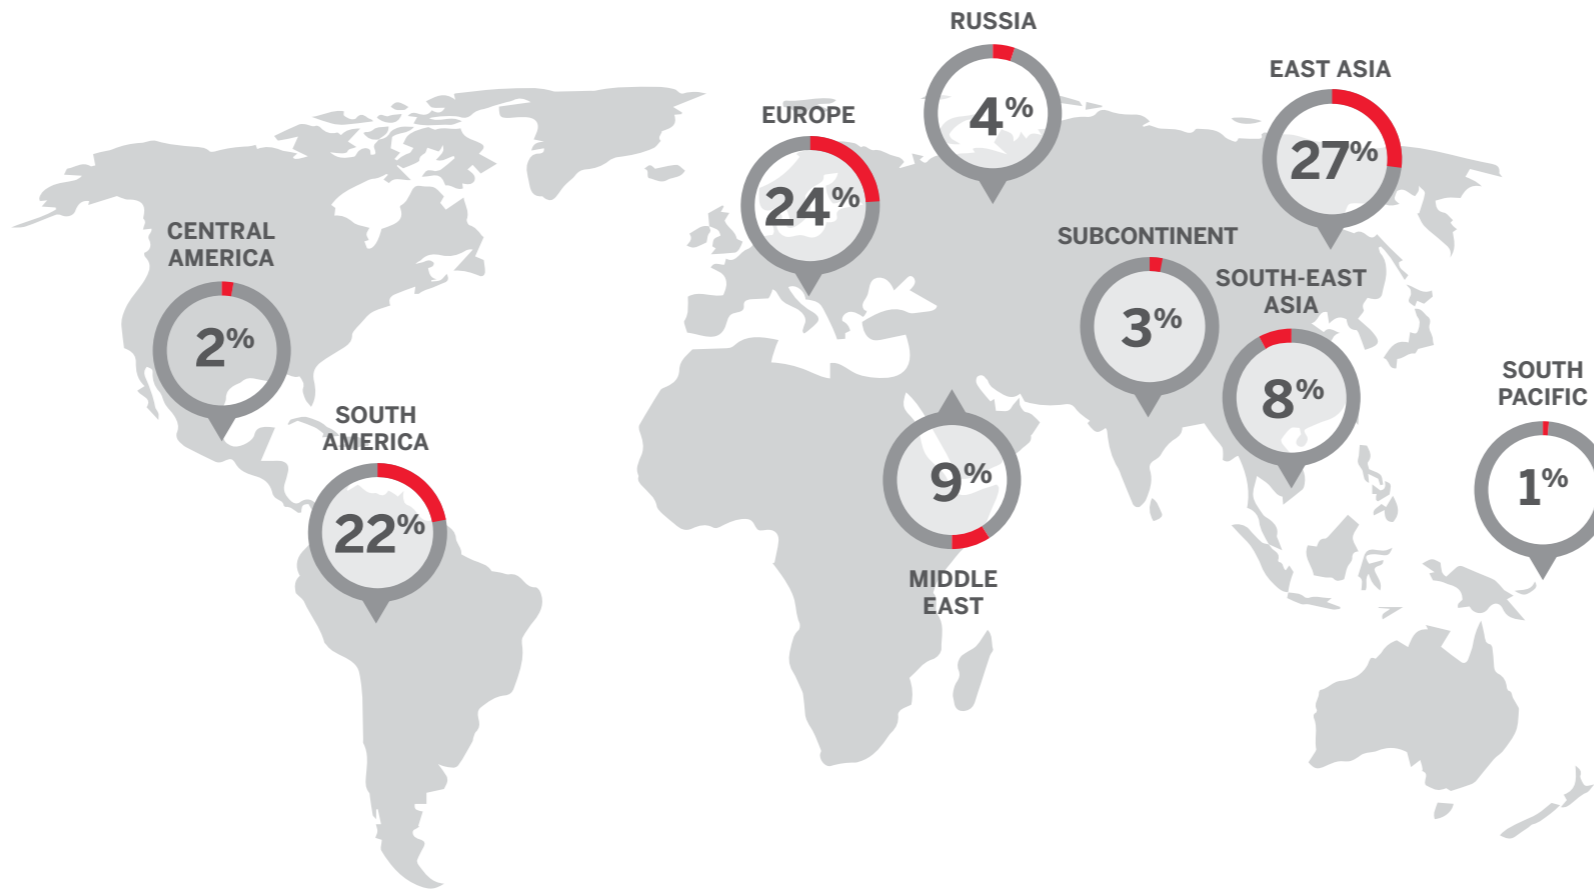 RUSSIA
4%
EAST ASIA
27%
EUROPE
24%
CENTRAL
AMERICA
2%
SUBCONTINENT
3%
SOUTH-EAST
ASIA
8%
SOUTH
PACIFIC
1%
SOUTH
AMERICA
22%
9%
MIDDLE
EAST